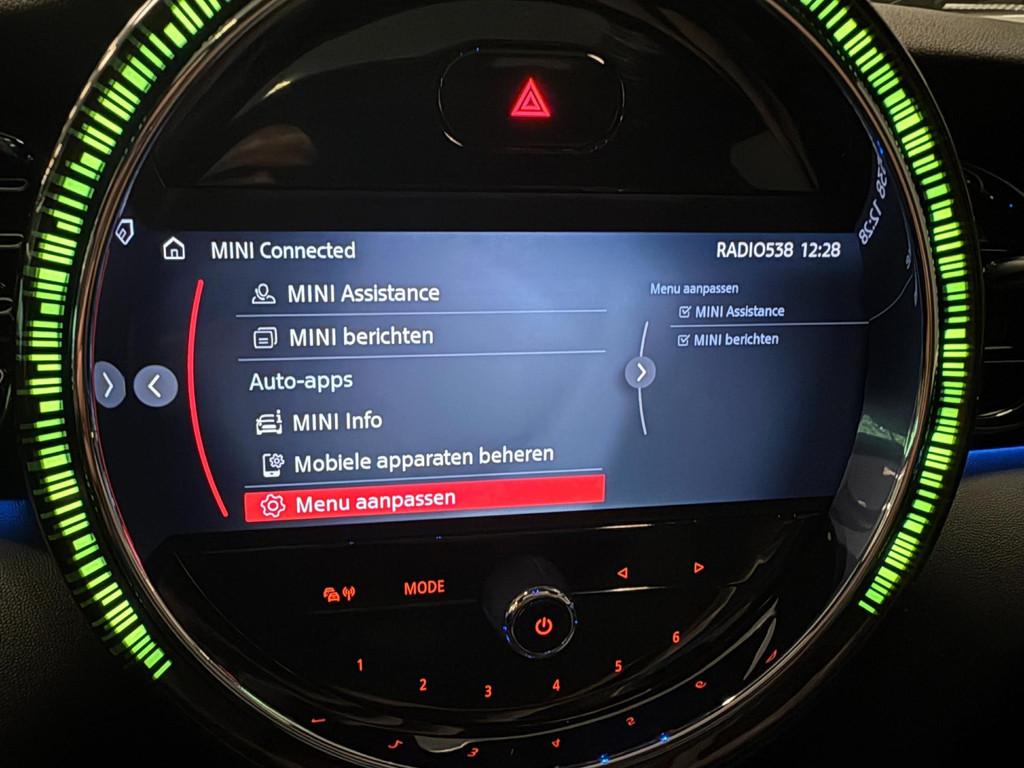 MINI Connected
RADIO538 12:28
MINI Assistance
MINI berichten
Auto-apps
MINI Info
Mobiele apparaten beheren
Menu aanpassen
Menu aanpassen
MINI Assistance
MINI berichten
MODE
1
2
3
4
5
6